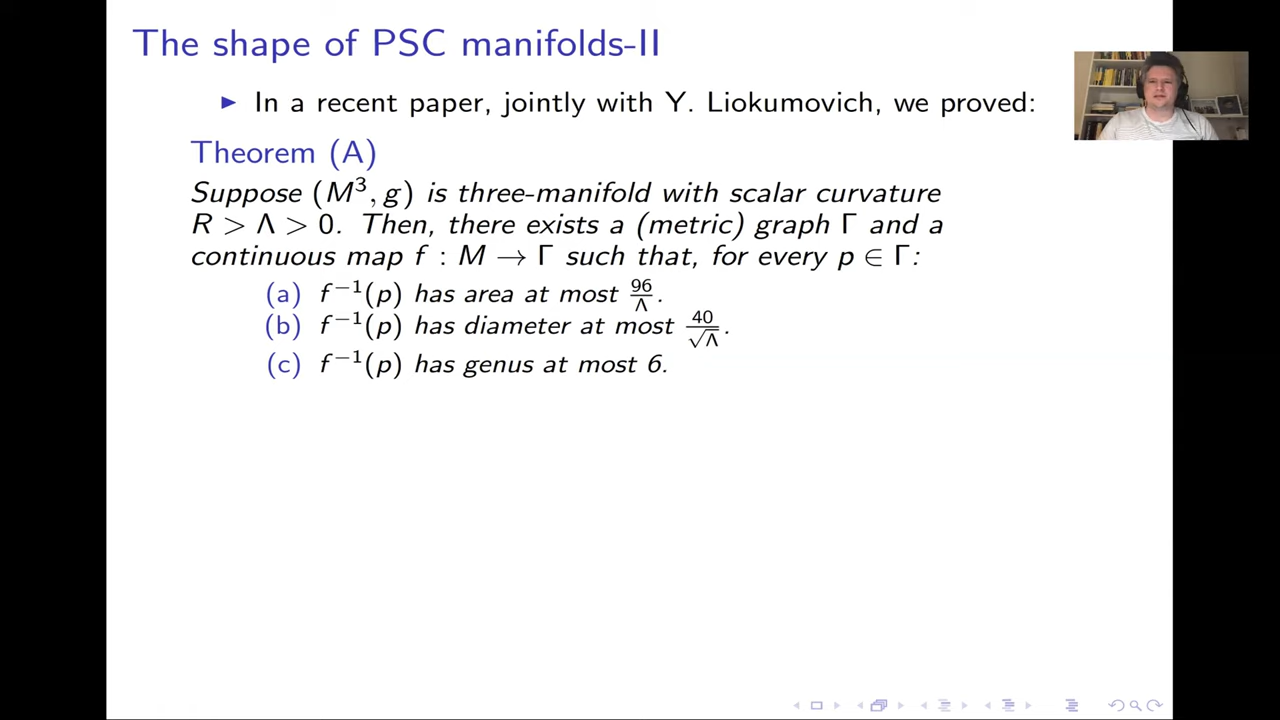 The shape of PSC manifolds-II
▶ In a recent paper, jointly with Y. Liokumovich, we proved:
Theorem (A)
Suppose (M³, g) is three-manifold with scalar curvature
R > Λ > 0. Then, there exists a (metric) graph Γ and a
continuous map f : M → Γ such that, for every p ∈ Γ:
(a) f⁻¹(p) has area at most 96/Λ.
(b) f⁻¹(p) has diameter at most 40/√Λ.
(c) f⁻¹(p) has genus at most 6.